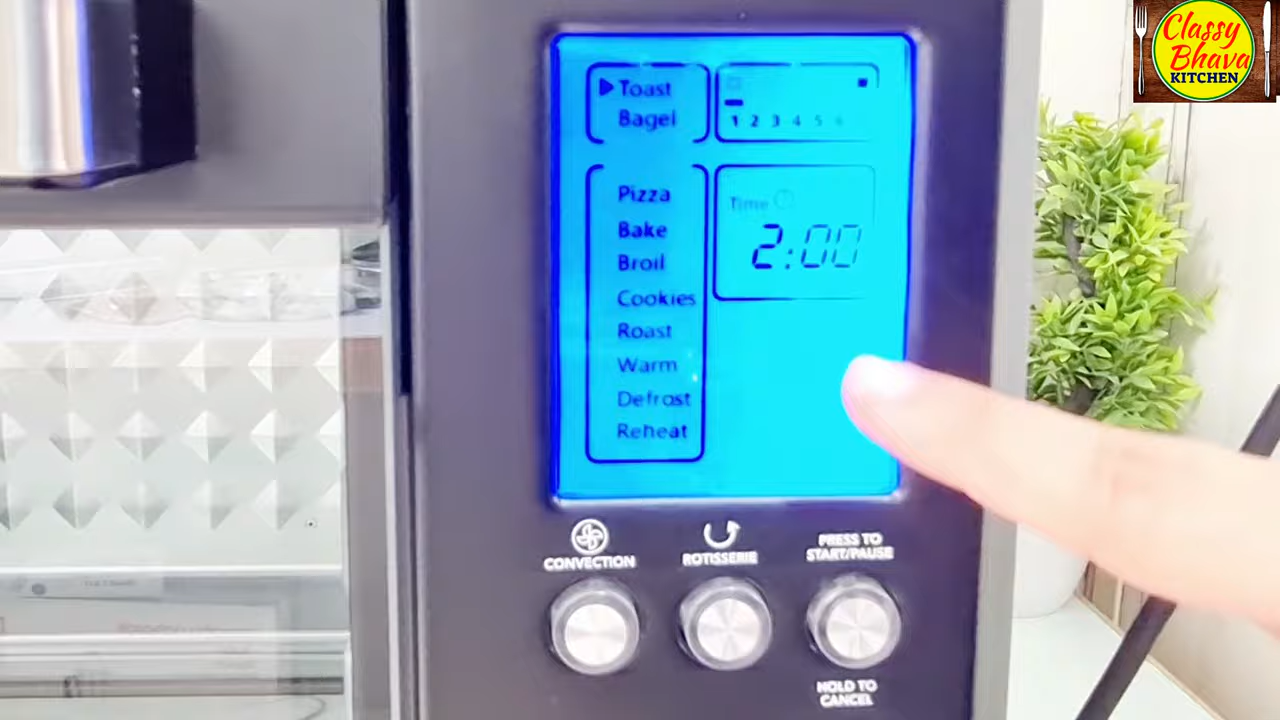 Classy
Bhava
KITCHEN
Toast
Bagel
1 2 3 4 5 6
Pizza
Bake
Broil
Cookies
Roast
Warm
Defrost
Reheat
Time
2:00
CONVECTION
ROTISSERIE
PRESS TO
START/PAUSE
HOLD TO
CANCEL